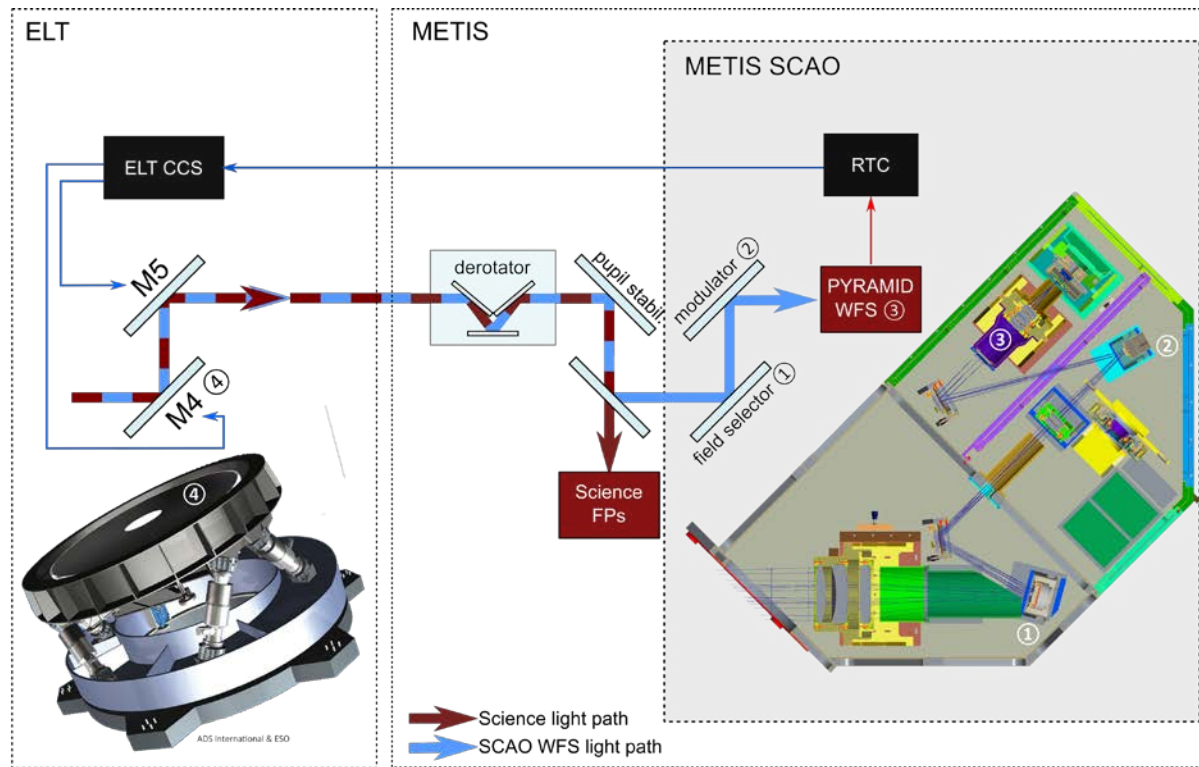 ELT
METIS
METIS SCAO
ELT CCS
RTC
M5
derotator
pupil stabil
modulator ②
PYRAMID
WFS ③
M4 ④
field selector ①
Science
FPs
③
②
①
④
ADS International & ESO
Science light path
SCAO WFS light path